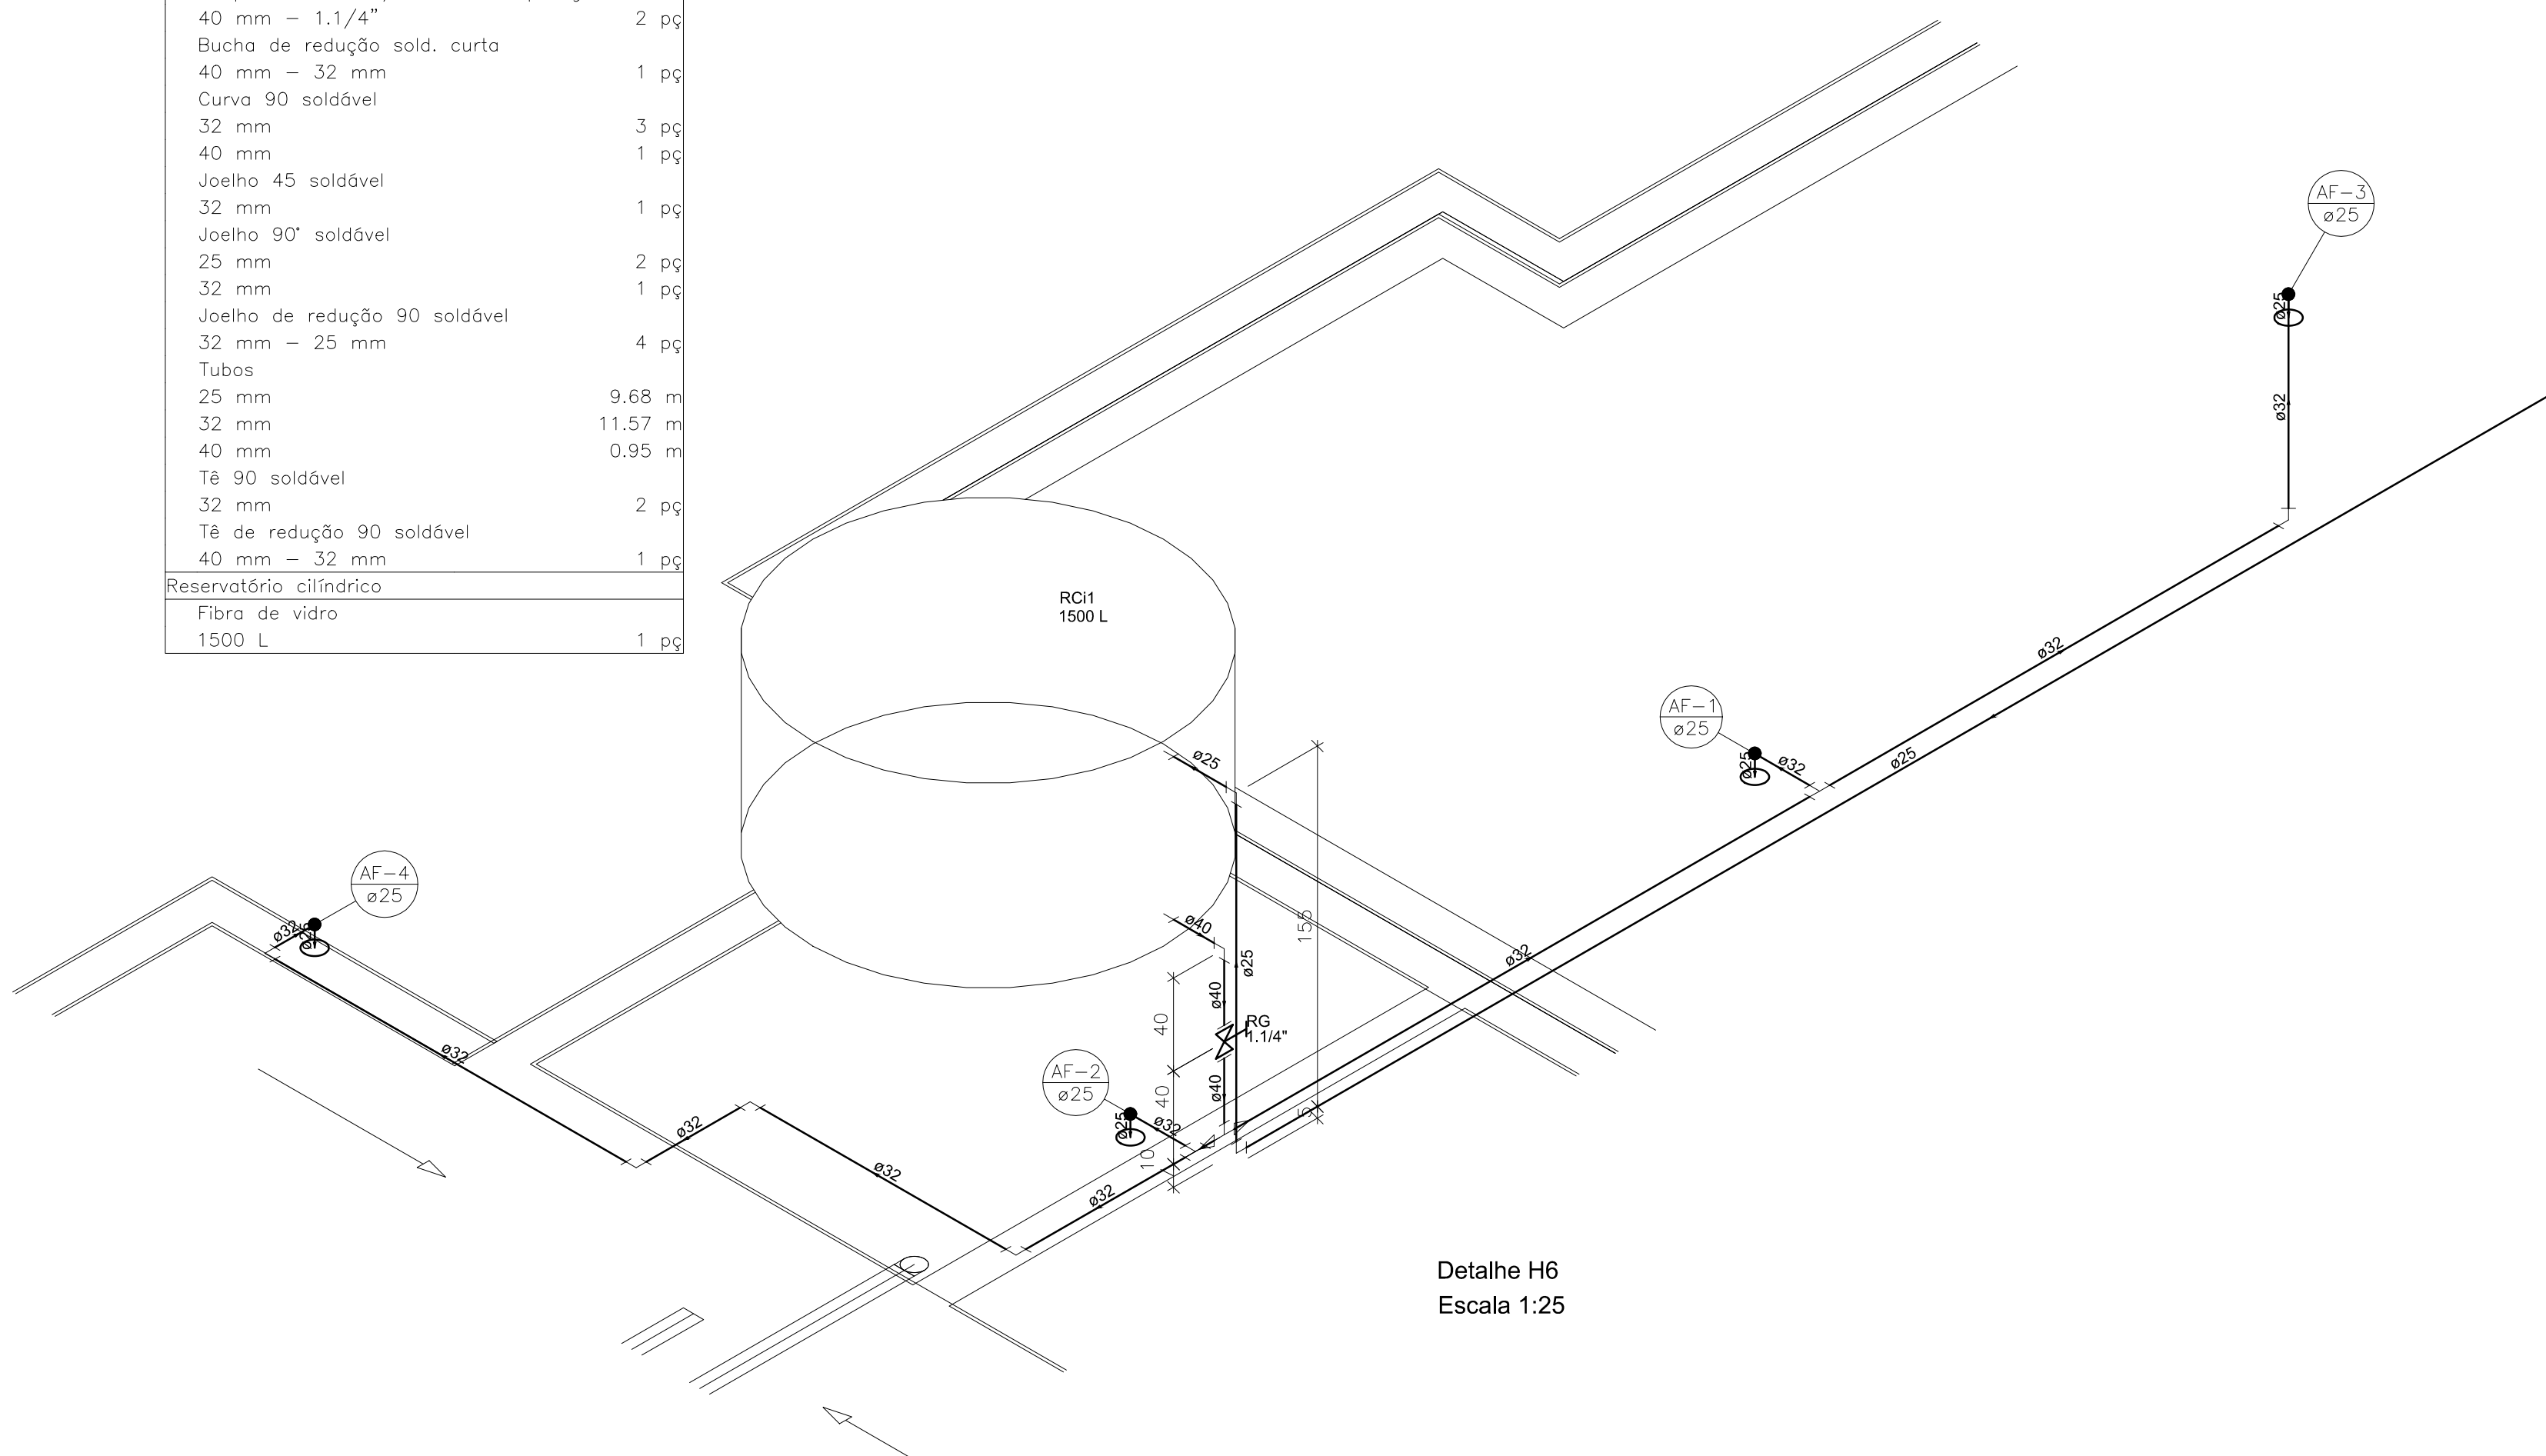 40 mm − 1.1/4" 2 pç
Bucha de redução sold. curta
40 mm − 32 mm 1 pç
Curva 90 soldável
32 mm 3 pç
40 mm 1 pç
Joelho 45 soldável
32 mm 1 pç
Joelho 90° soldável
25 mm 2 pç
32 mm 1 pç
Joelho de redução 90 soldável
32 mm − 25 mm 4 pç
Tubos
25 mm 9.68 m
32 mm 11.57 m
40 mm 0.95 m
Tê 90 soldável
32 mm 2 pç
Tê de redução 90 soldável
40 mm − 32 mm 1 pç
Reservatório cilíndrico
Fibra de vidro
1500 L 1 pç
AF−3
ø25
ø25
ø32
RCi1
1500 L
ø32
AF−1
ø25
ø25
ø32
ø25
ø25
AF−4
ø25
ø32
ø25
ø32
ø40
155
ø25
ø32
ø40
40
RG
1.1/4"
AF−2
ø25
40
ø40
5
ø25
ø32
10
ø32
ø32
ø32
Detalhe H6
Escala 1:25